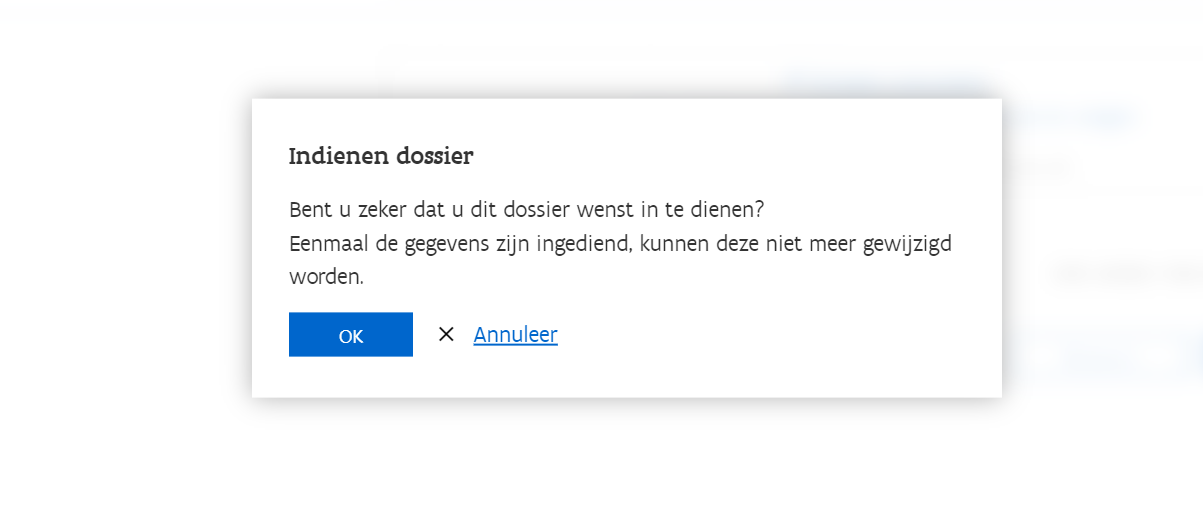 Indienen dossier
Bent u zeker dat u dit dossier wenst in te dienen?
Eenmaal de gegevens zijn ingediend, kunnen deze niet meer gewijzigd
worden.
OK
Annuleer